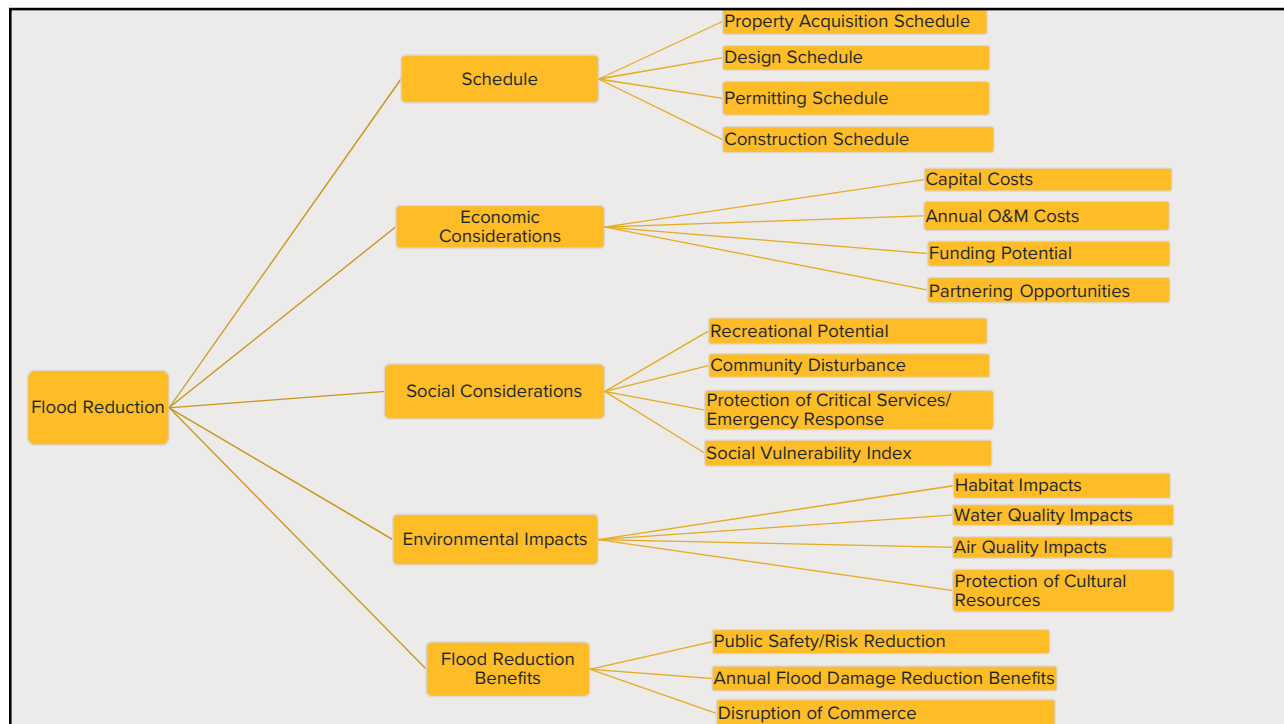 Property Acquisition Schedule
Schedule
Design Schedule
Permitting Schedule
Construction Schedule
Economic
Considerations
Capital Costs
Annual O&M Costs
Funding Potential
Partnering Opportunities
Flood Reduction
Social Considerations
Recreational Potential
Community Disturbance
Protection of Critical Services/
Emergency Response
Social Vulnerability Index
Environmental Impacts
Habitat Impacts
Water Quality Impacts
Air Quality Impacts
Protection of Cultural
Resources
Flood Reduction
Benefits
Public Safety/Risk Reduction
Annual Flood Damage Reduction Benefits
Disruption of Commerce